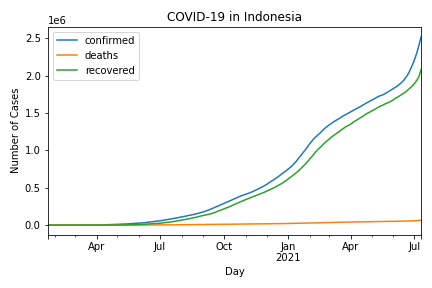 COVID-19 in Indonesia
1e6
confirmed
deaths
recovered
2.5
2.0
1.5
1.0
0.5
0.0
Number of Cases
Apr
Jul
Oct
Jan
2021
Apr
Jul
Day